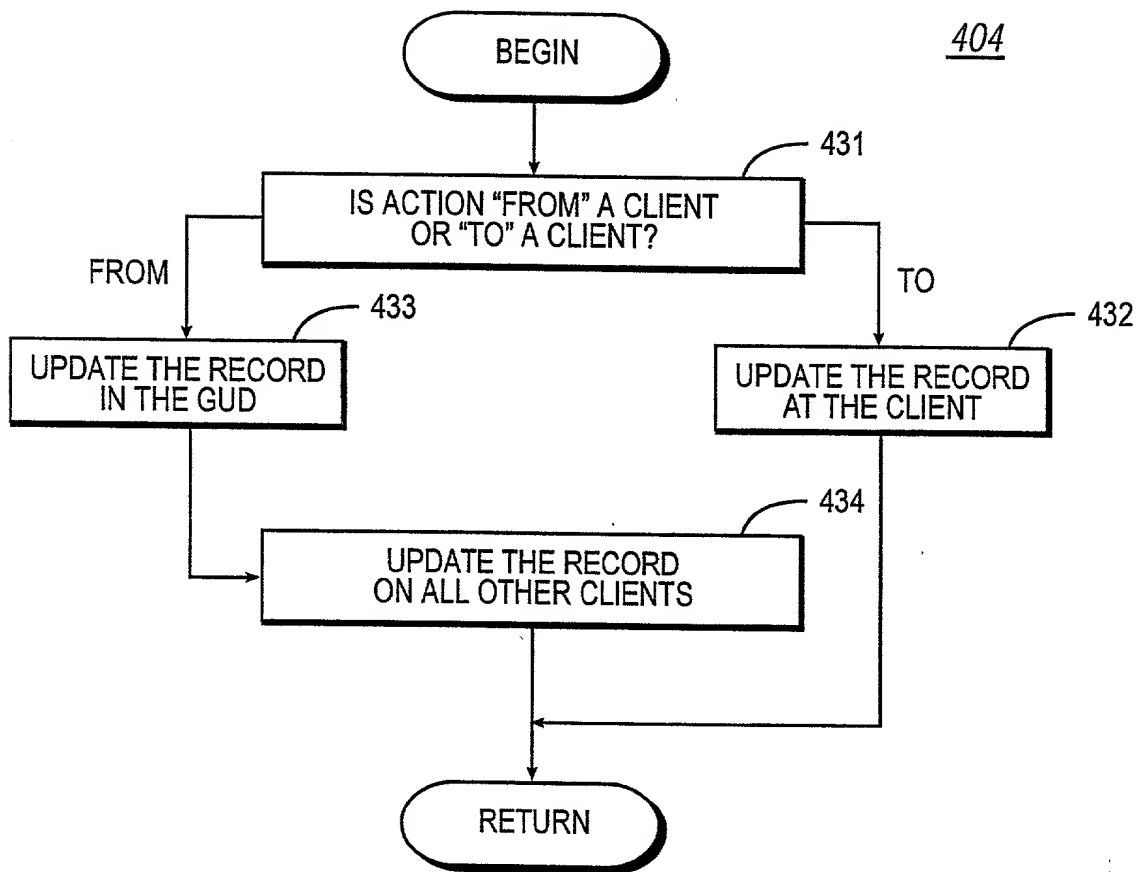 BEGIN
404
431
IS ACTION “FROM” A CLIENT
OR “TO” A CLIENT?
FROM
TO
433
432
UPDATE THE RECORD
IN THE GUD
UPDATE THE RECORD
AT THE CLIENT
434
UPDATE THE RECORD
ON ALL OTHER CLIENTS
RETURN